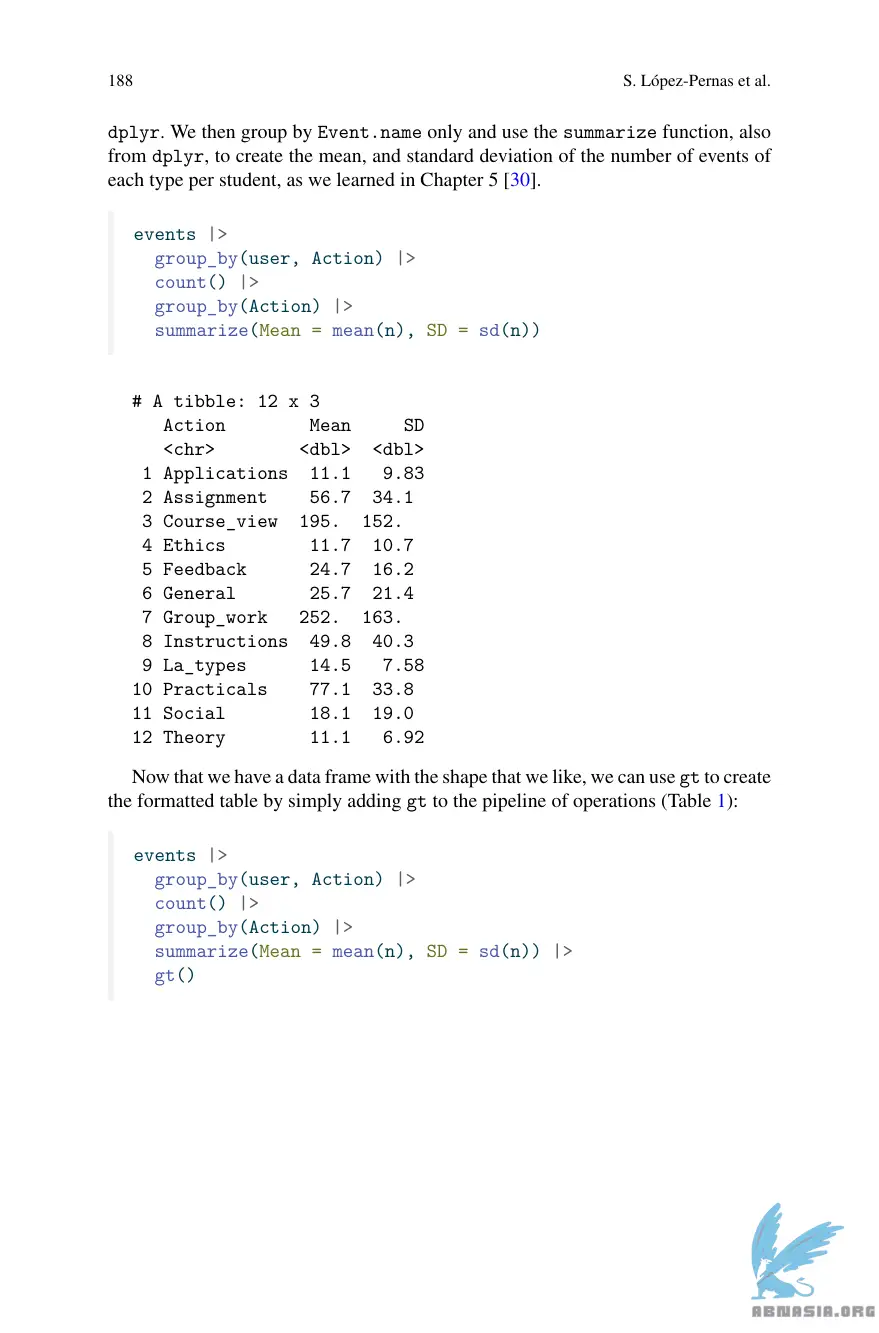 188 S. López-Pernas et al.
dplyr. We then group by Event.name only and use the summarize function, also
from dplyr, to create the mean, and standard deviation of the number of events of
each type per student, as we learned in Chapter 5 [30].
events |>
  group_by(user, Action) |>
  count() |>
  group_by(Action) |>
  summarize(Mean = mean(n), SD = sd(n))
# A tibble: 12 x 3
   Action        Mean     SD
   <chr>        <dbl>  <dbl>
 1 Applications  11.1   9.83
 2 Assignment    56.7  34.1
 3 Course_view  195.  152.
 4 Ethics        11.7  10.7
 5 Feedback      24.7  16.2
 6 General       25.7  21.4
 7 Group_work   252.  163.
 8 Instructions  49.8  40.3
 9 La_types      14.5   7.58
10 Practicals    77.1  33.8
11 Social        18.1  19.0
12 Theory        11.1   6.92
Now that we have a data frame with the shape that we like, we can use gt to create
the formatted table by simply adding gt to the pipeline of operations (Table 1):
events |>
  group_by(user, Action) |>
  count() |>
  group_by(Action) |>
  summarize(Mean = mean(n), SD = sd(n)) |>
  gt()
ABNASIA.ORG